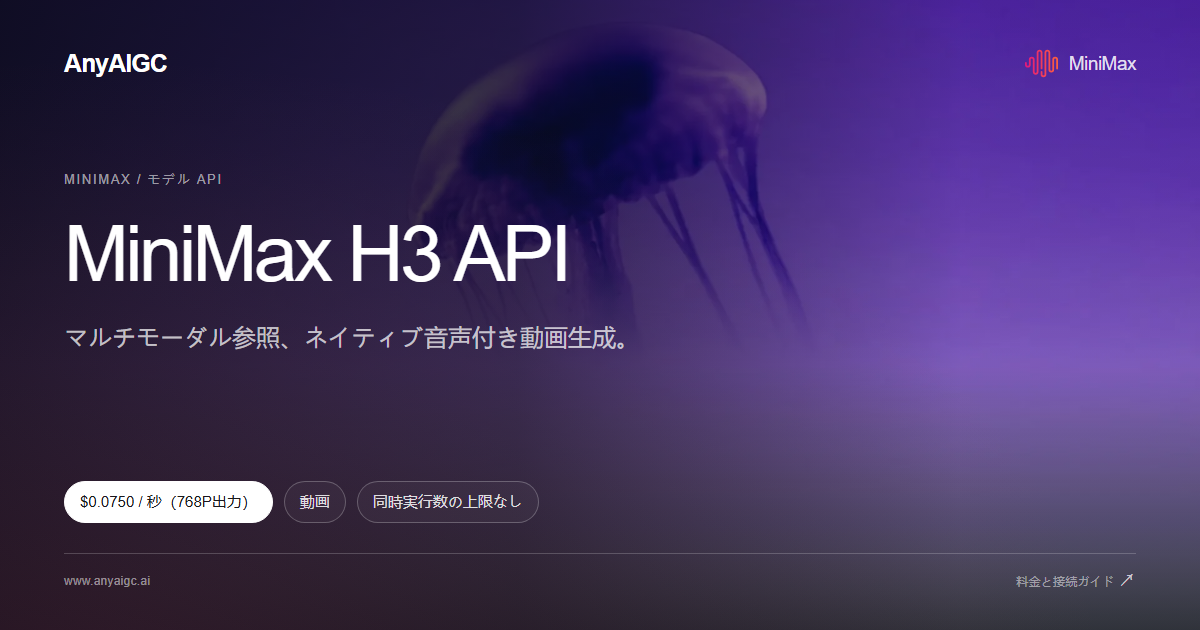 AnyAIGC
MiniMax
MINIMAX / モデル API
MiniMax H3 API
マルチモーダル参照、ネイティブ音声付き動画生成。
$0.0750 / 秒（768P出力）
動画
同時実行数の上限なし
www.anyaigc.ai
料金と接続ガイド ↗